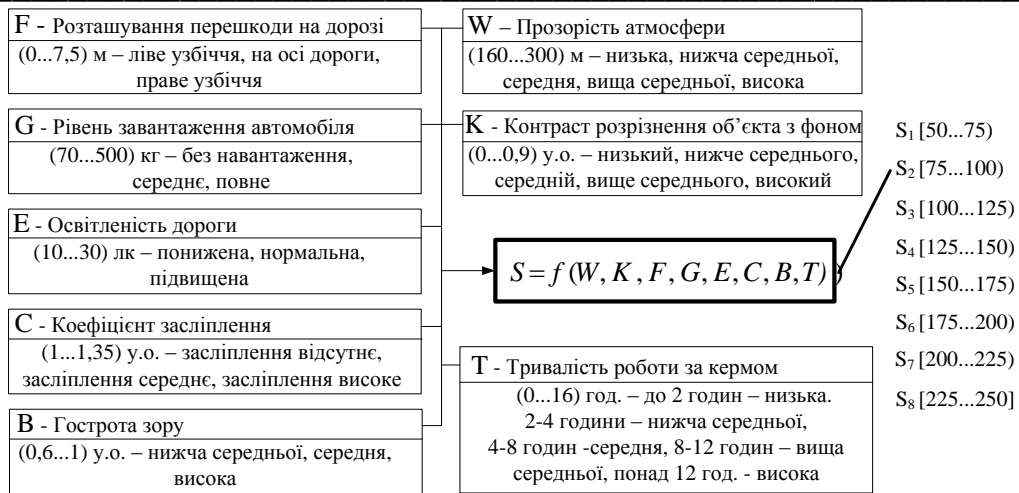 F - Розташування перешкоди на дорозі
(0...7,5) м – ліве узбіччя, на осі дороги,
праве узбіччя
G - Рівень завантаження автомобіля
(70...500) кг – без навантаження,
середнє, повне
E - Освітленість дороги
(10...30) лк – понижена, нормальна,
підвищена
C - Коефіцієнт засліплення
(1...1,35) у.о. – засліплення відсутнє,
засліплення середнє, засліплення високе
B - Гострота зору
(0,6...1) у.о. – нижча середньої, середня,
висока
W - Прозорість атмосфери
(160...300) м – низька, нижча середньої,
середня, вища середньої, висока
K - Контраст розрізнення об’єкта з фоном
(0...0,9) у.о. – низький, нижче середнього,
середній, вище середнього, високий
S = f (W, K , F, G, E, C, B, T) )
T - Тривалість роботи за кермом
(0...16) год. – до 2 годин – низька.
2-4 години – нижча середньої,
4-8 годин -середня, 8-12 годин – вища
середньої, понад 12 год. - висока
S₁ [50...75)
S₂ [75...100)
S₃ [100...125)
S₄ [125...150)
S₅ [150...175)
S₆ [175...200)
S₇ [200...225)
S₈ [225...250]